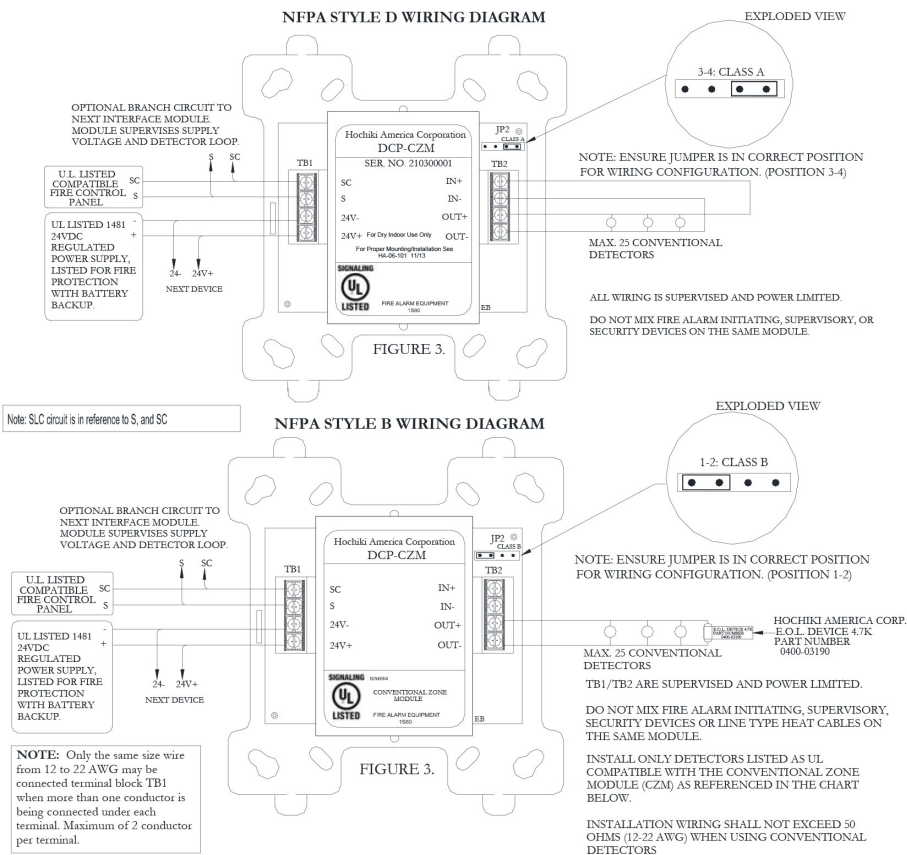 NFPA STYLE D WIRING DIAGRAM
EXPLODED VIEW
3-4: CLASS A
OPTIONAL BRANCH CIRCUIT TO
NEXT INTERFACE MODULE.
MODULE SUPERVISES SUPPLY
VOLTAGE AND DETECTOR LOOP.
S SC
U.L. LISTED
COMPATIBLE
FIRE CONTROL
PANEL
SC
S
UL LISTED 1481
24VDC
REGULATED
POWER SUPPLY,
LISTED FOR FIRE
PROTECTION
WITH BATTERY
BACKUP.
-
+
24- 24V+
NEXT DEVICE
TB1
Hochiki America Corporation
DCP-CZM
SER. NO. 210300001
SC IN+
S IN-
24V- OUT+
24V+ For Dry Indoor Use Only OUT-
For Proper Mounting/Installation See
HA-06-101 11/13
SIGNALING
UL
LISTED
FIRE ALARM EQUIPMENT
1S80
EB
JP2
CLASS A
TB2
NOTE: ENSURE JUMPER IS IN CORRECT POSITION
FOR WIRING CONFIGURATION. (POSITION 3-4)
MAX. 25 CONVENTIONAL
DETECTORS
ALL WIRING IS SUPERVISED AND POWER LIMITED.
DO NOT MIX FIRE ALARM INITIATING, SUPERVISORY, OR
SECURITY DEVICES ON THE SAME MODULE.
FIGURE 3.
Note: SLC circuit is in reference to S, and SC
NFPA STYLE B WIRING DIAGRAM
EXPLODED VIEW
1-2: CLASS B
OPTIONAL BRANCH CIRCUIT TO
NEXT INTERFACE MODULE.
MODULE SUPERVISES SUPPLY
VOLTAGE AND DETECTOR LOOP.
S SC
U.L. LISTED
COMPATIBLE
FIRE CONTROL
PANEL
SC
S
UL LISTED 1481
24VDC
REGULATED
POWER SUPPLY,
LISTED FOR FIRE
PROTECTION
WITH BATTERY
BACKUP.
-
+
24- 24V+
NEXT DEVICE
TB1
Hochiki America Corporation
DCP-CZM
SC IN+
S IN-
24V- OUT+
24V+ OUT-
SIGNALING S5694
UL
LISTED
CONVENTIONAL ZONE
MODULE
FIRE ALARM EQUIPMENT
1S80
EB
JP2
CLASS B
TB2
NOTE: ENSURE JUMPER IS IN CORRECT POSITION
FOR WIRING CONFIGURATION. (POSITION 1-2)
E.O.L. DEVICE 4.7K
PART NUMBER
0400-03190
HOCHIKI AMERICA CORP.
E.O.L. DEVICE 4.7K
PART NUMBER
0400-03190
MAX. 25 CONVENTIONAL
DETECTORS
TB1/TB2 ARE SUPERVISED AND POWER LIMITED.
DO NOT MIX FIRE ALARM INITIATING, SUPERVISORY,
SECURITY DEVICES OR LINE TYPE HEAT CABLES ON
THE SAME MODULE.
INSTALL ONLY DETECTORS LISTED AS UL
COMPATIBLE WITH THE CONVENTIONAL ZONE
MODULE (CZM) AS REFERENCED IN THE CHART
BELOW.
INSTALLATION WIRING SHALL NOT EXCEED 50
OHMS (12-22 AWG) WHEN USING CONVENTIONAL
DETECTORS
FIGURE 3.
NOTE: Only the same size wire
from 12 to 22 AWG may be
connected terminal block TB1
when more than one conductor is
being connected under each
terminal. Maximum of 2 conductor
per terminal.